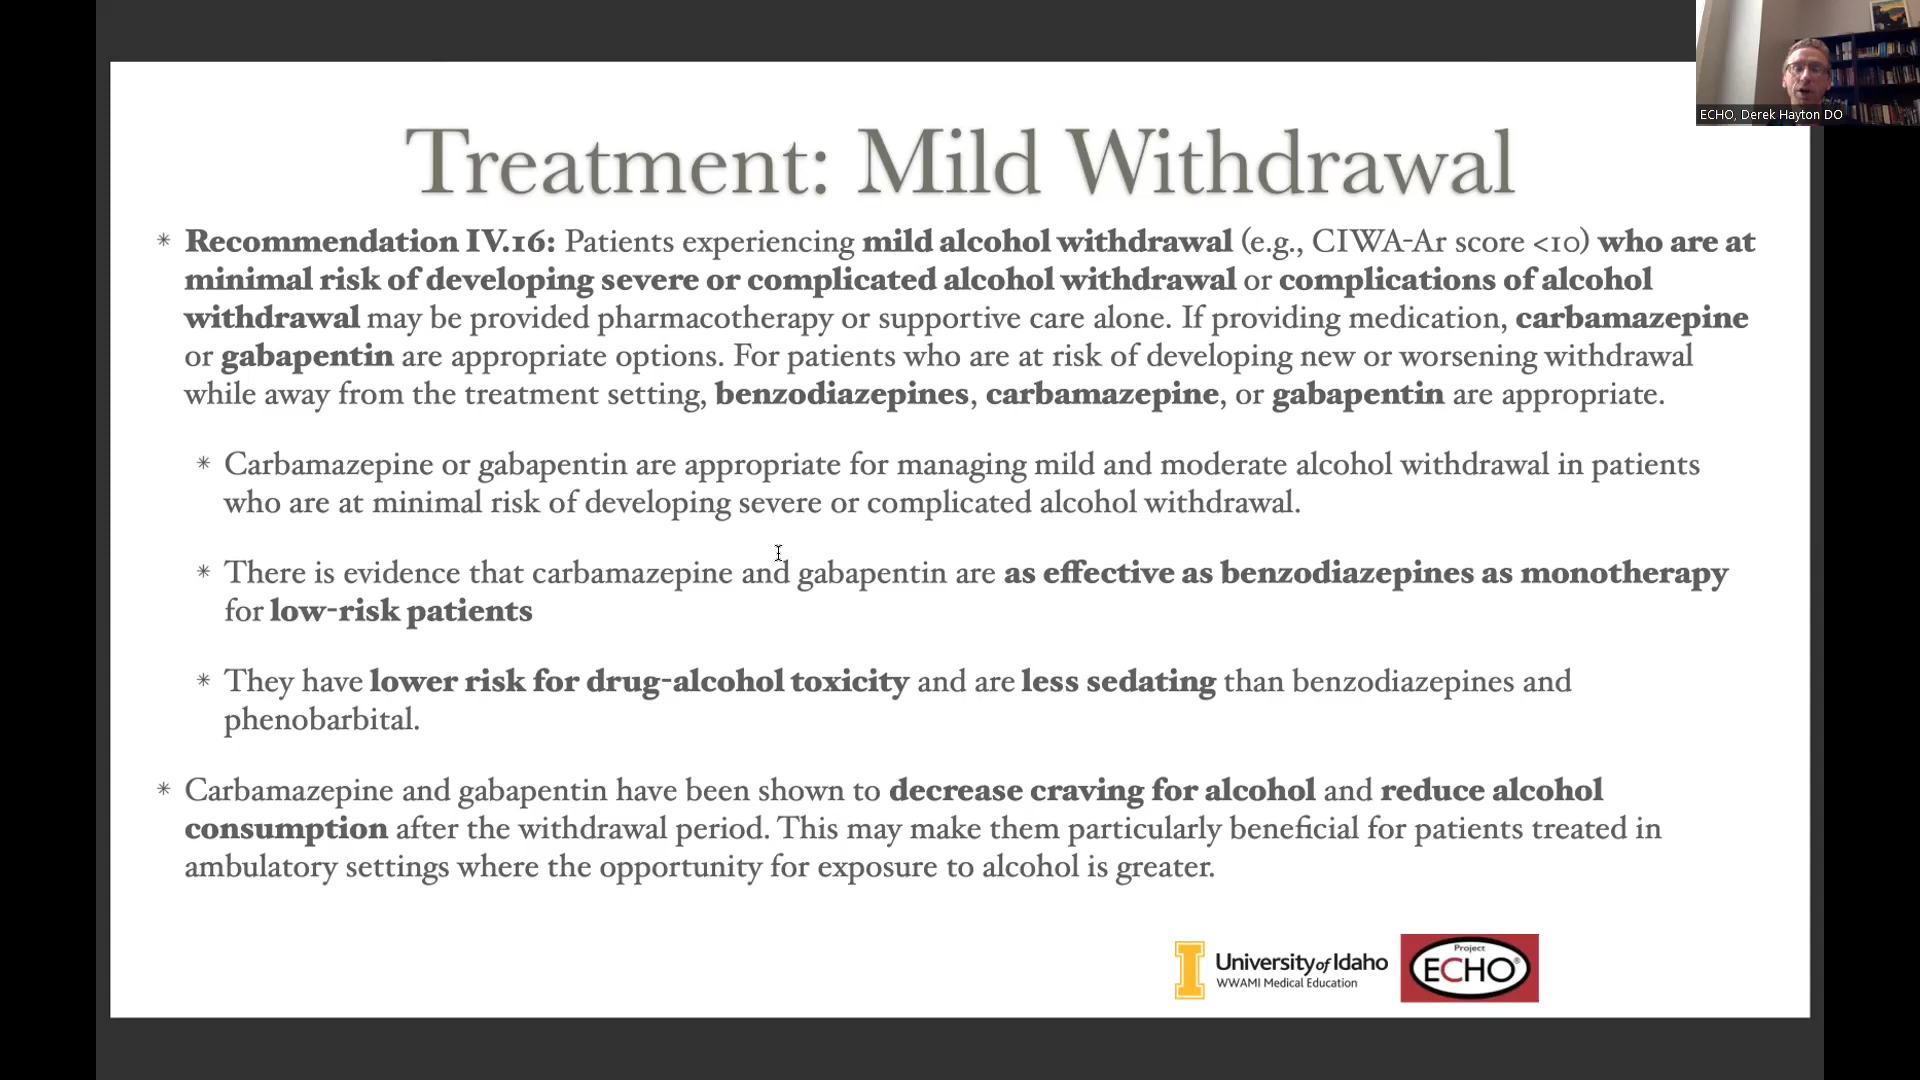 ECHO, Derek Hayton DO
Treatment: Mild Withdrawal
* Recommendation IV.16: Patients experiencing mild alcohol withdrawal (e.g., CIWA-Ar score <10) who are at
minimal risk of developing severe or complicated alcohol withdrawal or complications of alcohol
withdrawal may be provided pharmacotherapy or supportive care alone. If providing medication, carbamazepine
or gabapentin are appropriate options. For patients who are at risk of developing new or worsening withdrawal
while away from the treatment setting, benzodiazepines, carbamazepine, or gabapentin are appropriate.
* Carbamazepine or gabapentin are appropriate for managing mild and moderate alcohol withdrawal in patients
who are at minimal risk of developing severe or complicated alcohol withdrawal.
* There is evidence that carbamazepine and gabapentin are as effective as benzodiazepines as monotherapy
for low-risk patients
* They have lower risk for drug-alcohol toxicity and are less sedating than benzodiazepines and
phenobarbital.
* Carbamazepine and gabapentin have been shown to decrease craving for alcohol and reduce alcohol
consumption after the withdrawal period. This may make them particularly beneficial for patients treated in
ambulatory settings where the opportunity for exposure to alcohol is greater.
I
University of Idaho
WWAMI Medical Education
Project
ECHO®